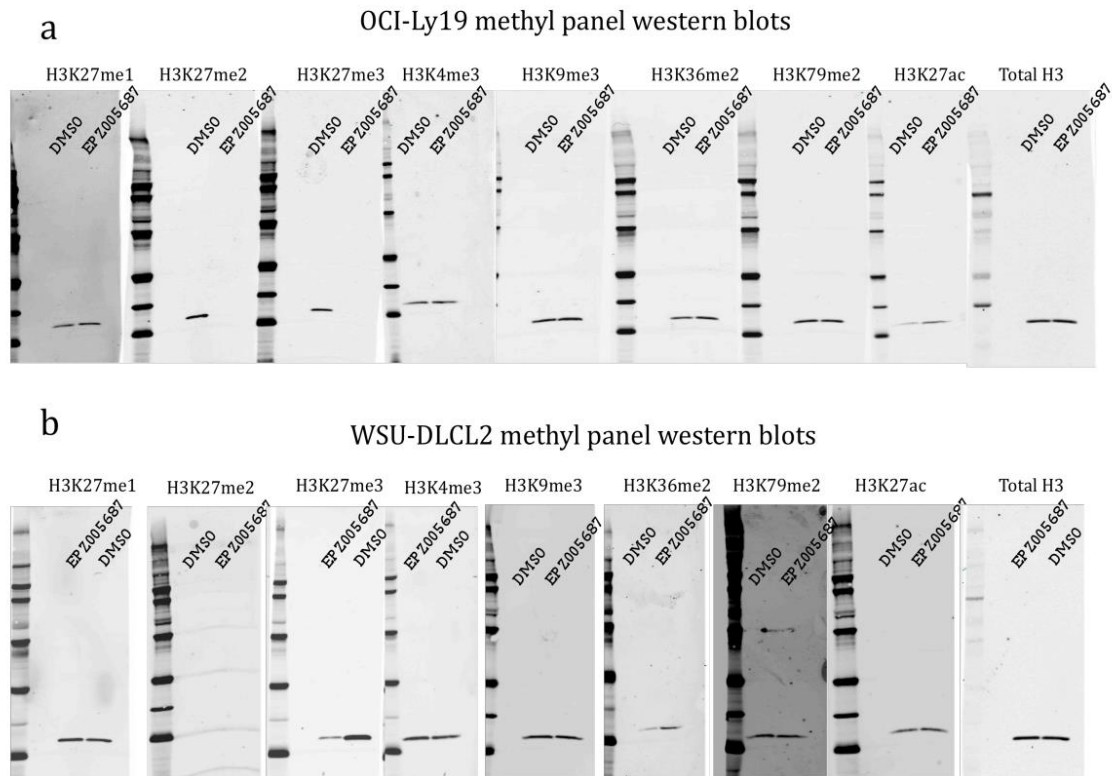 a
OCI-Ly19 methyl panel western blots
H3K27me1 H3K27me2 H3K27me3 H3K4me3 H3K9me3 H3K36me2 H3K79me2 H3K27ac Total H3
DMSO EPZ005687 DMSO EPZ005687 DMSO EPZ005687 DMSO EPZ005687 DMSO EPZ005687 DMSO EPZ005687 DMSO EPZ005687 DMSO EPZ005687 DMSO EPZ005687
b
WSU-DLCL2 methyl panel western blots
H3K27me1 H3K27me2 H3K27me3 H3K4me3 H3K9me3 H3K36me2 H3K79me2 H3K27ac Total H3
EPZ005687 DMSO DMSO EPZ005687 EPZ005687 DMSO EPZ005687 DMSO DMSO EPZ005687 DMSO EPZ005687 DMSO EPZ005687 DMSO EPZ005687 EPZ005687 DMSO